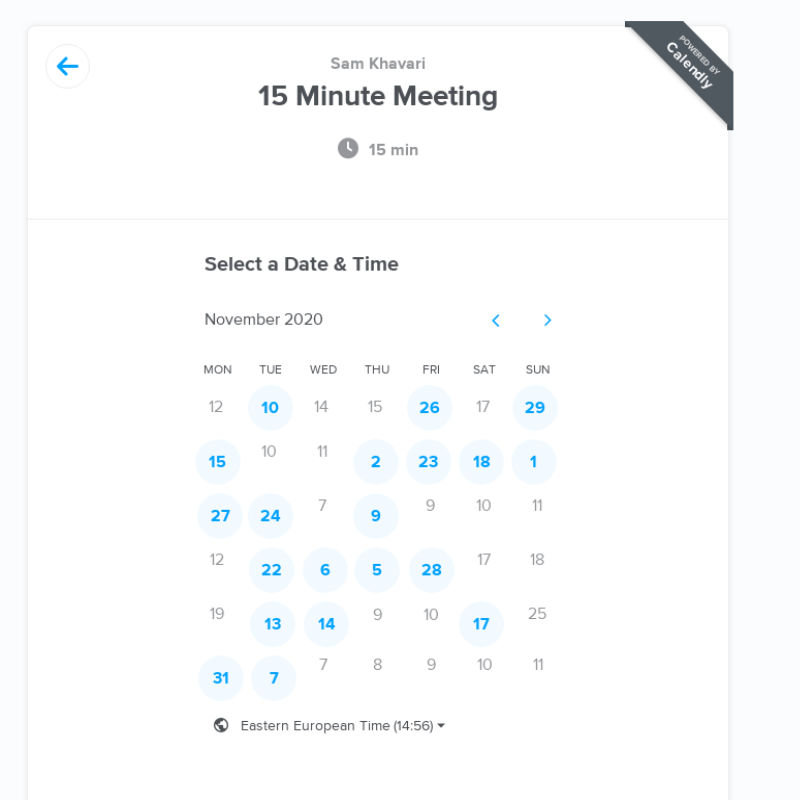 POWERED BY
Calendly
Sam Khavari
15 Minute Meeting
15 min
Select a Date & Time
November 2020
MON TUE WED THU FRI SAT SUN
12 10 14 15 26 17 29
15 10 11 2 23 18 1
27 24 7 9 9 10 11
12 22 6 5 28 17 18
19 13 14 9 10 17 25
31 7 7 8 9 10 11
Eastern European Time (14:56)